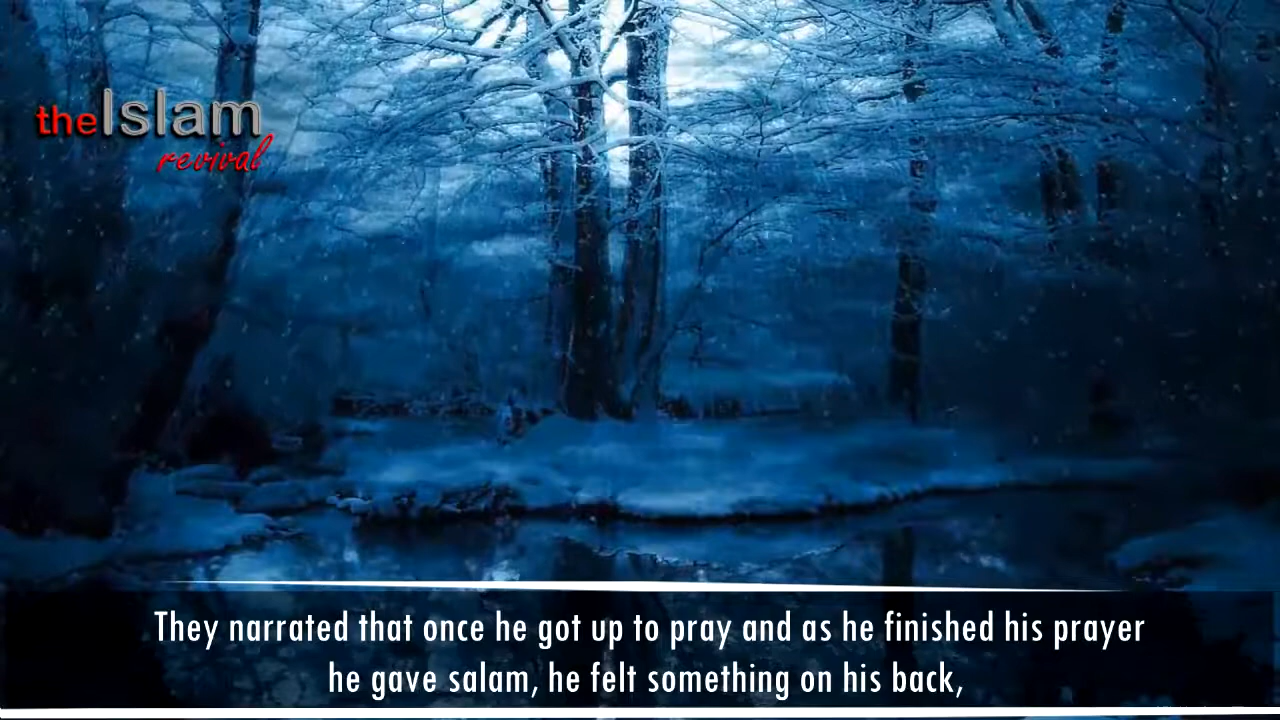 theIslam
revival
They narrated that once he got up to pray and as he finished his prayer
he gave salam, he felt something on his back,